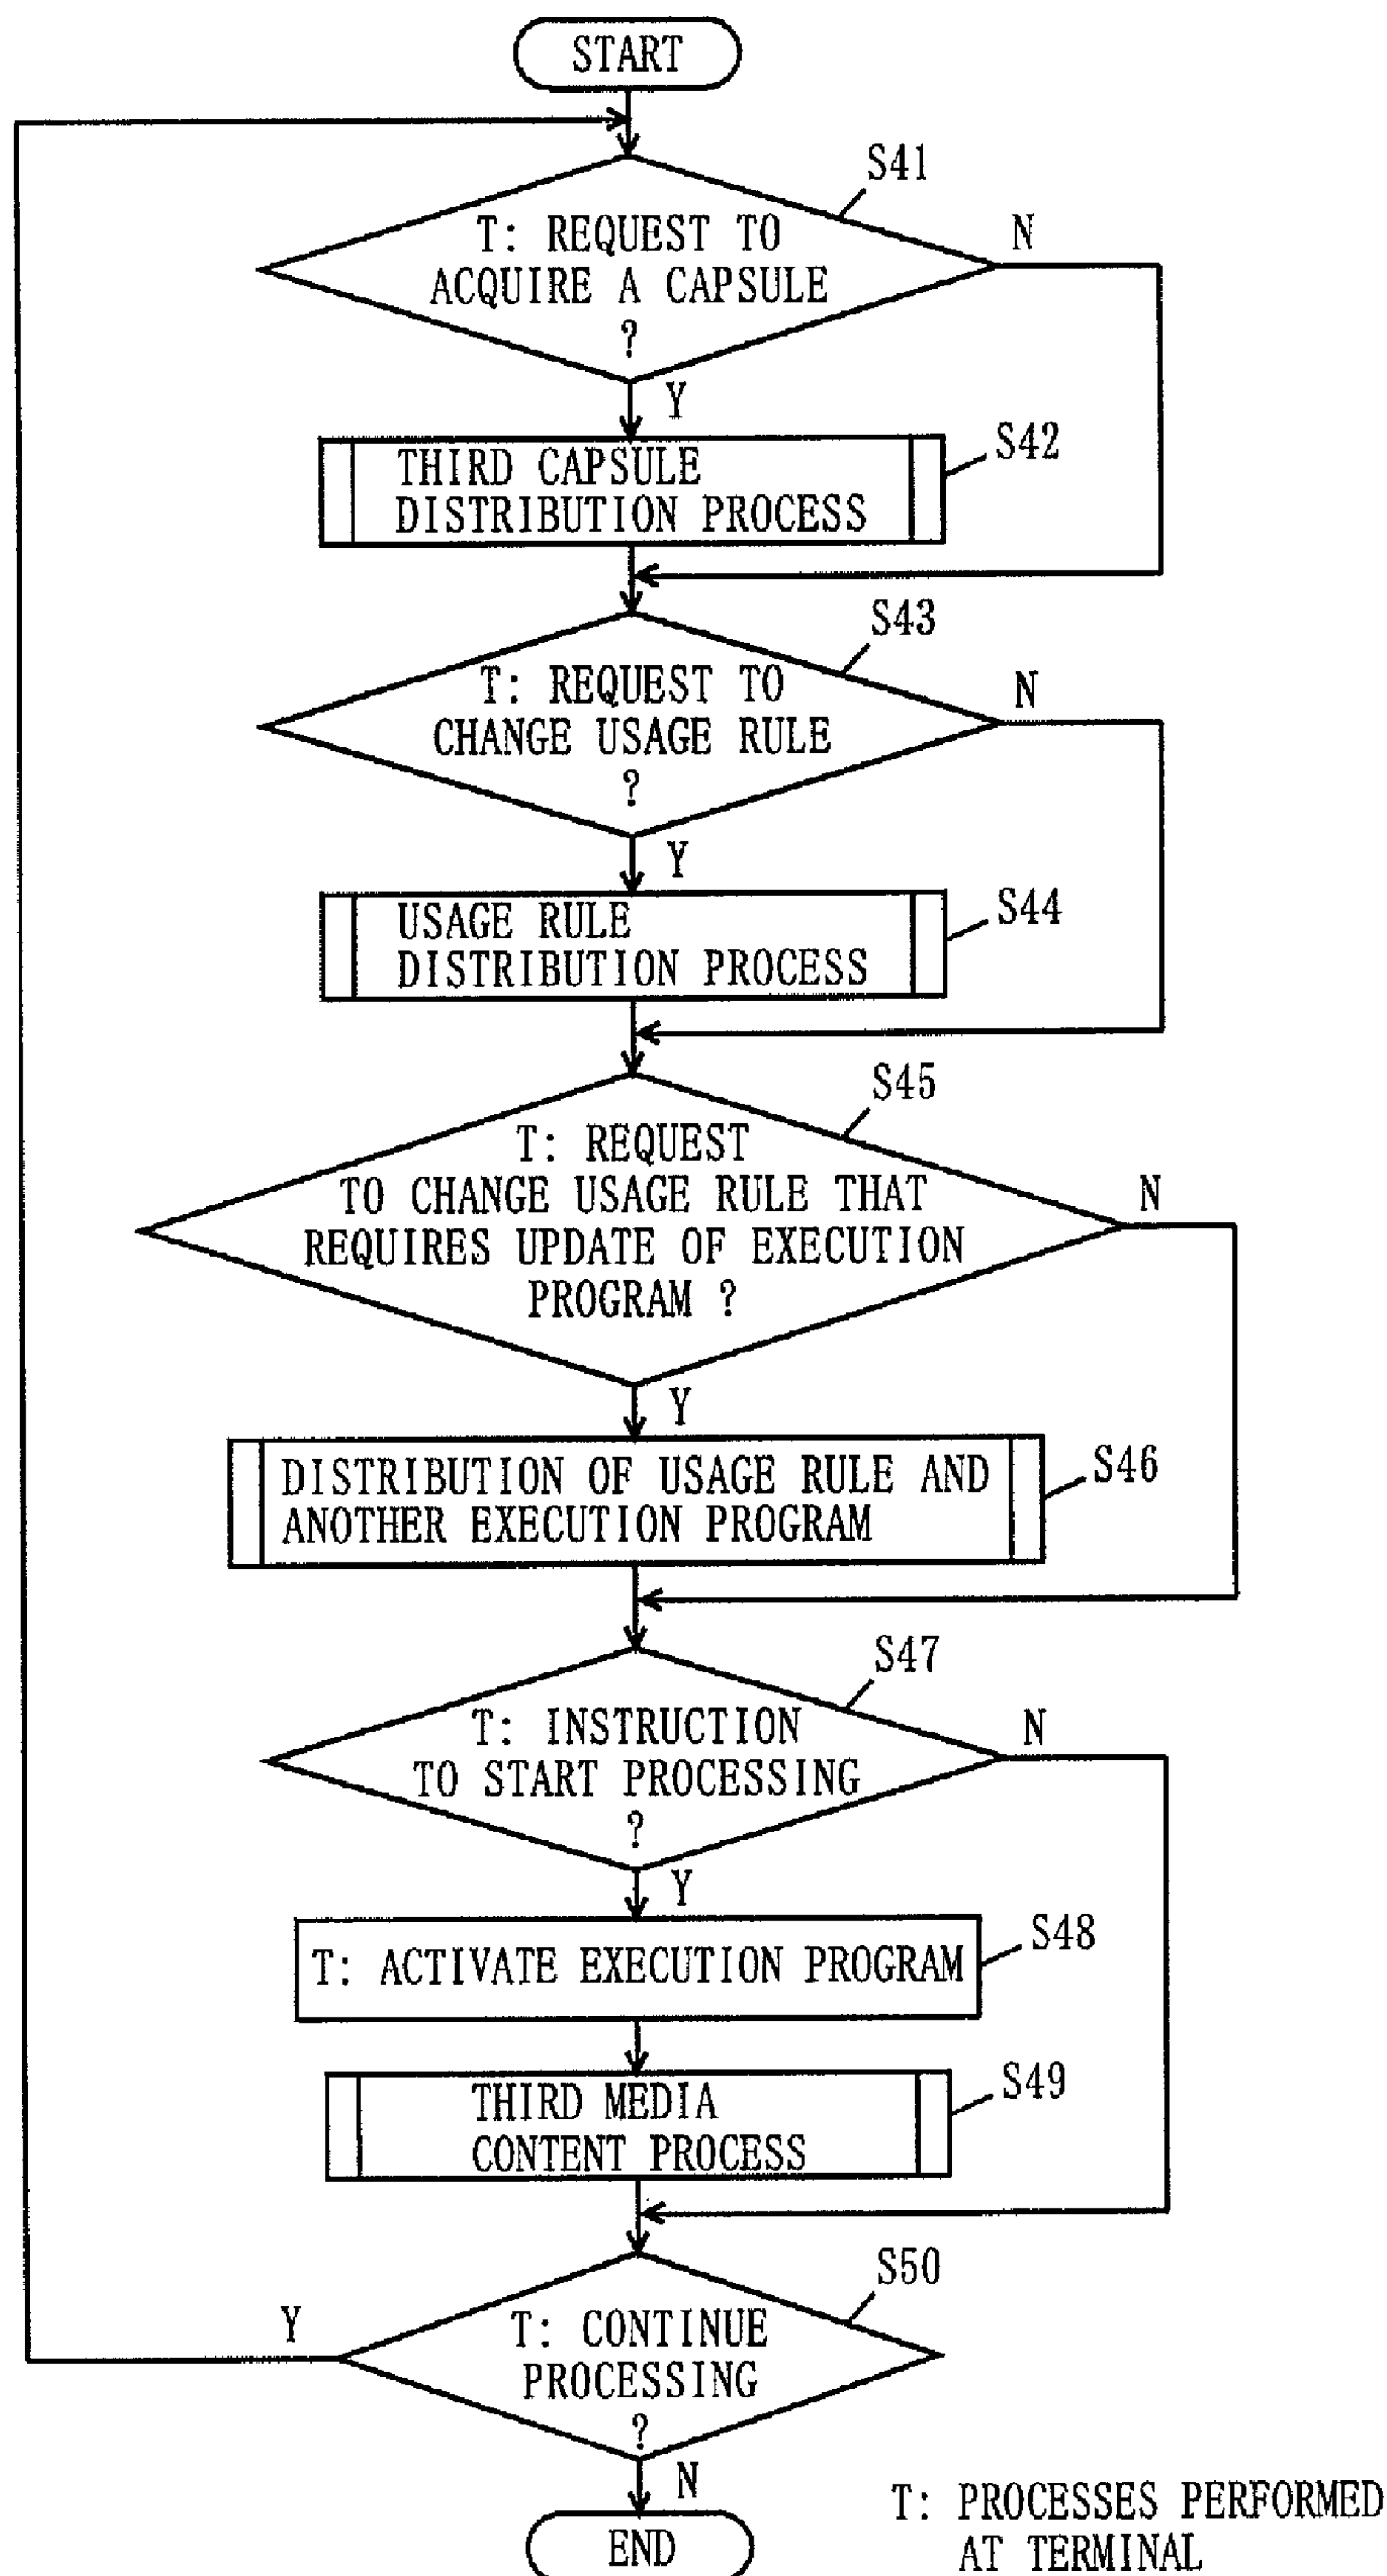 START
S41
T: REQUEST TO
ACQUIRE A CAPSULE
?
N
Y
THIRD CAPSULE
DISTRIBUTION PROCESS
S42
S43
T: REQUEST TO
CHANGE USAGE RULE
?
N
Y
USAGE RULE
DISTRIBUTION PROCESS
S44
S45
T: REQUEST
TO CHANGE USAGE RULE THAT
REQUIRES UPDATE OF EXECUTION
PROGRAM ?
N
Y
DISTRIBUTION OF USAGE RULE AND
ANOTHER EXECUTION PROGRAM
S46
S47
T: INSTRUCTION
TO START PROCESSING
?
N
Y
T: ACTIVATE EXECUTION PROGRAM
S48
THIRD MEDIA
CONTENT PROCESS
S49
S50
T: CONTINUE
PROCESSING
?
Y
N
END
T: PROCESSES PERFORMED
AT TERMINAL